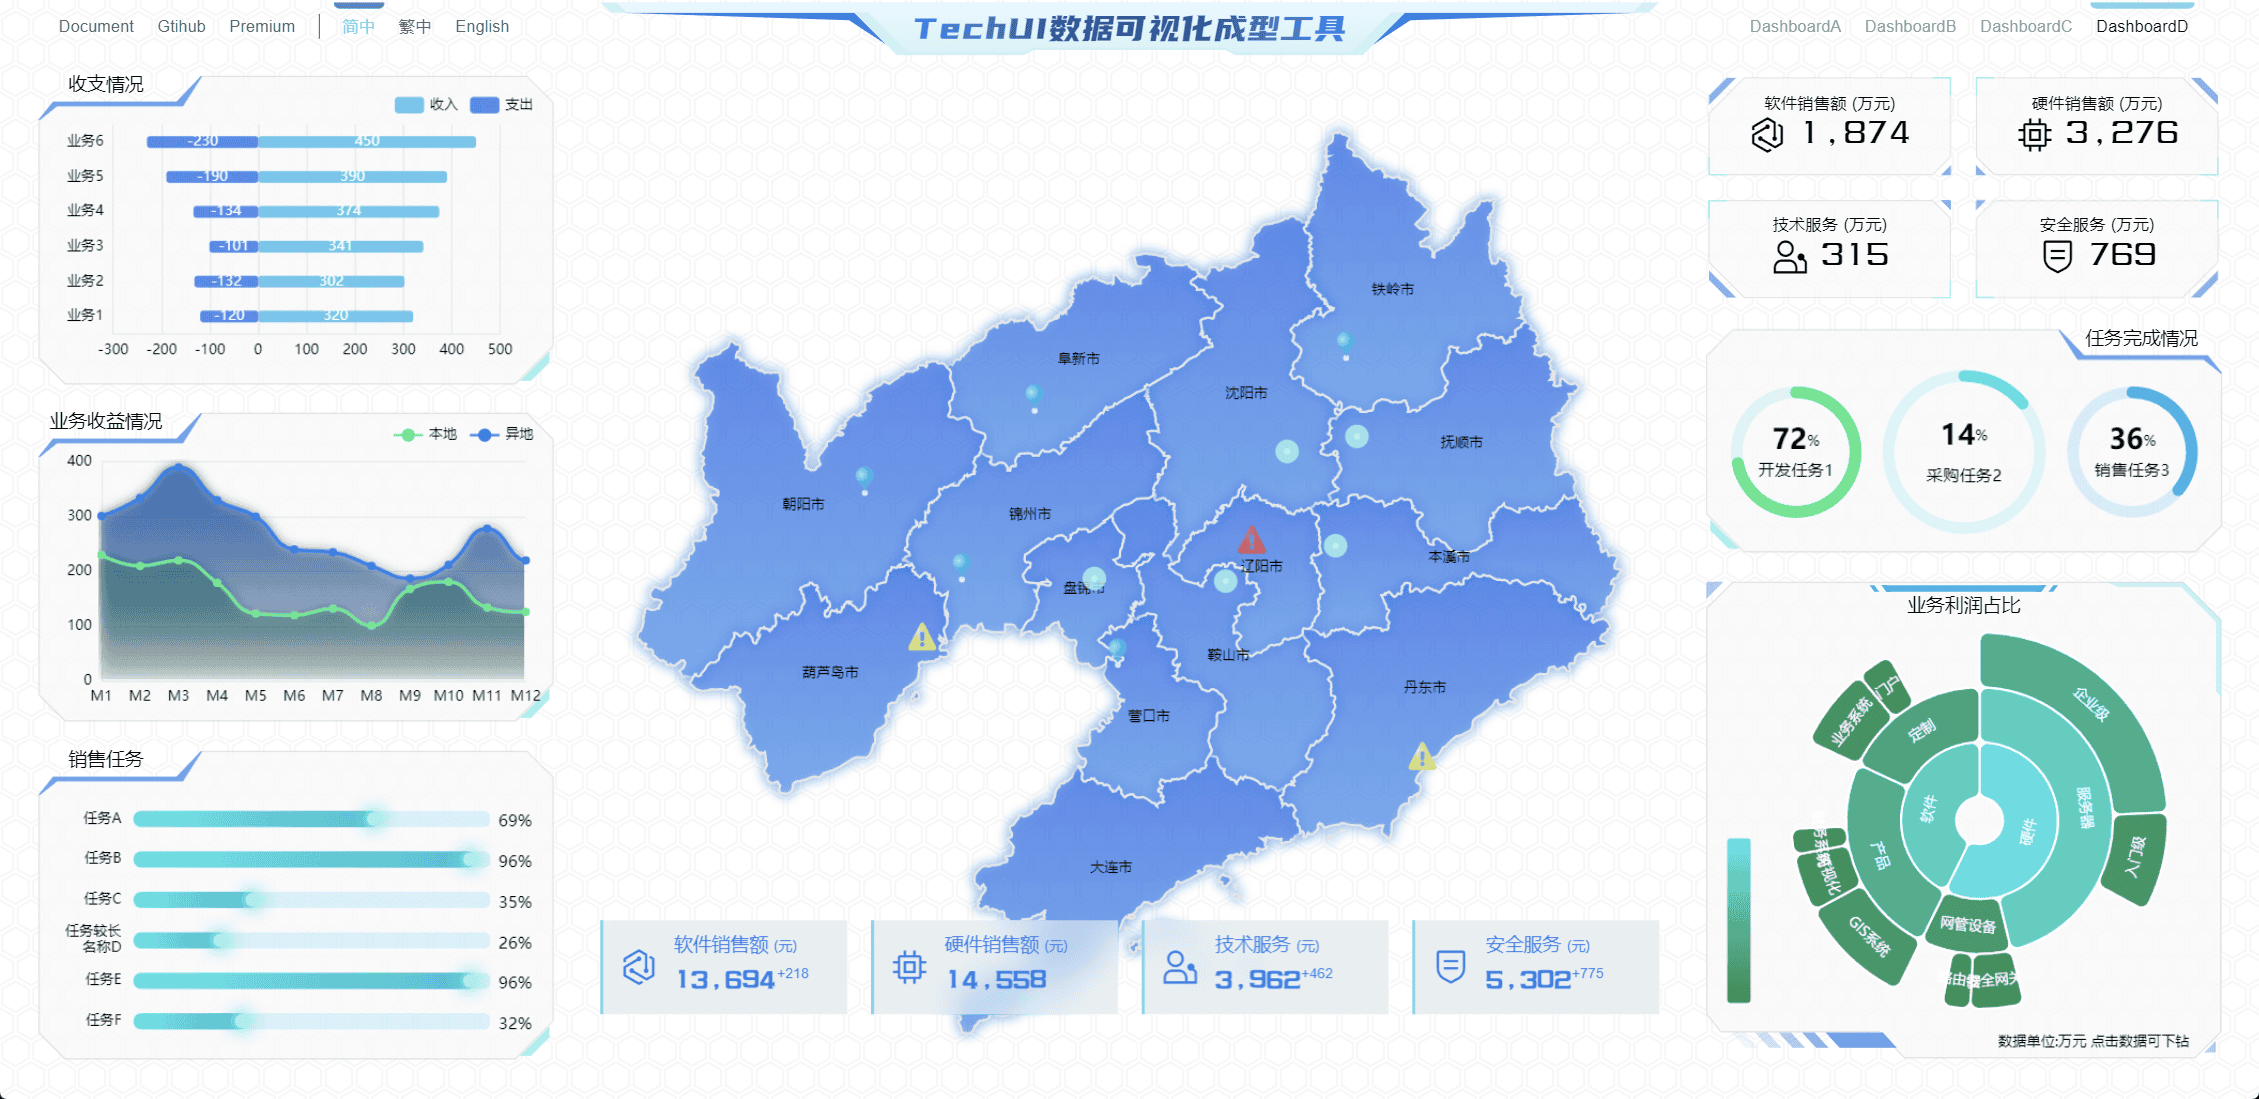 Document Gtihub Premium 简中 繁中 English
TechUI数据可视化成型工具
DashboardA DashboardB DashboardC DashboardD
收支情况
收入 支出
业务6 -230 450
业务5 -190 390
业务4 -134 374
业务3 -101 341
业务2 -132 302
业务1 -120 320
-300 -200 -100 0 100 200 300 400 500
业务收益情况
本地 异地
400
300
200
100
0
M1 M2 M3 M4 M5 M6 M7 M8 M9 M10 M11 M12
销售任务
任务A 69%
任务B 96%
任务C 35%
任务较长
名称D 26%
任务E 96%
任务F 32%
铁岭市
阜新市
沈阳市
抚顺市
朝阳市
锦州市
本溪市
辽阳市
盘锦市
鞍山市
葫芦岛市
丹东市
营口市
大连市
软件销售额 (元)
13,694+218
硬件销售额 (元)
14,558
技术服务 (元)
3,962+462
安全服务 (元)
5,302+775
软件销售额 (万元)
1,874
硬件销售额 (万元)
3,276
技术服务 (万元)
315
安全服务 (万元)
769
任务完成情况
72%
开发任务1
14%
采购任务2
36%
销售任务3
业务利润占比
企业级
服务器
硬件
入门级
网管设备
软件
定制
产品
门户
业务系统
GIS系统
数据单位:万元 点击数据可下钻